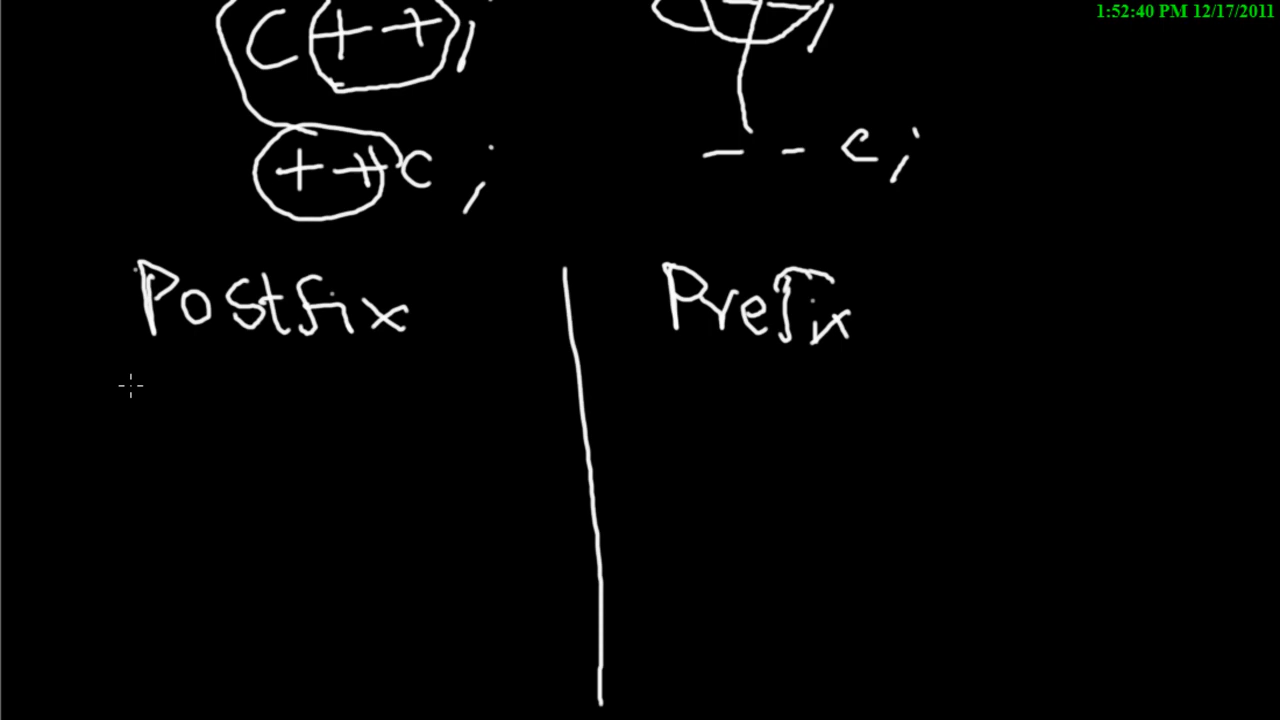 1:52:40 PM 12/17/2011
C++;
++C;
--c;
Postfix
Prefix